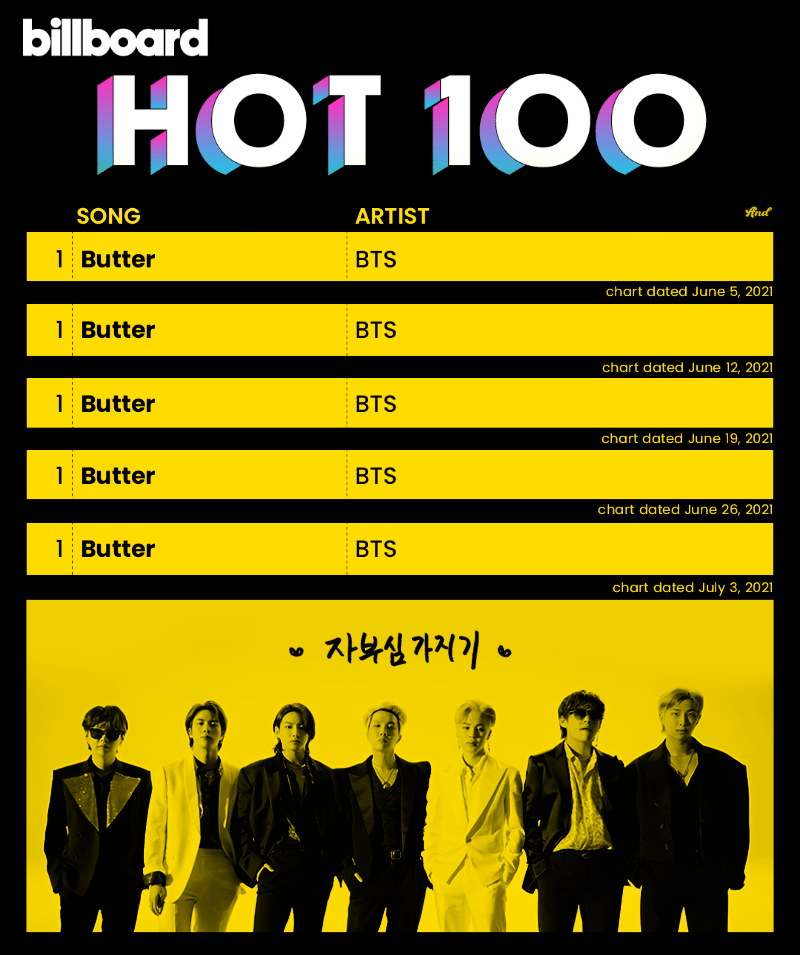 billboard
HOT 100
SONG ARTIST And
1 Butter BTS
chart dated June 5, 2021
1 Butter BTS
chart dated June 12, 2021
1 Butter BTS
chart dated June 19, 2021
1 Butter BTS
chart dated June 26, 2021
1 Butter BTS
chart dated July 3, 2021
자부심 가지기